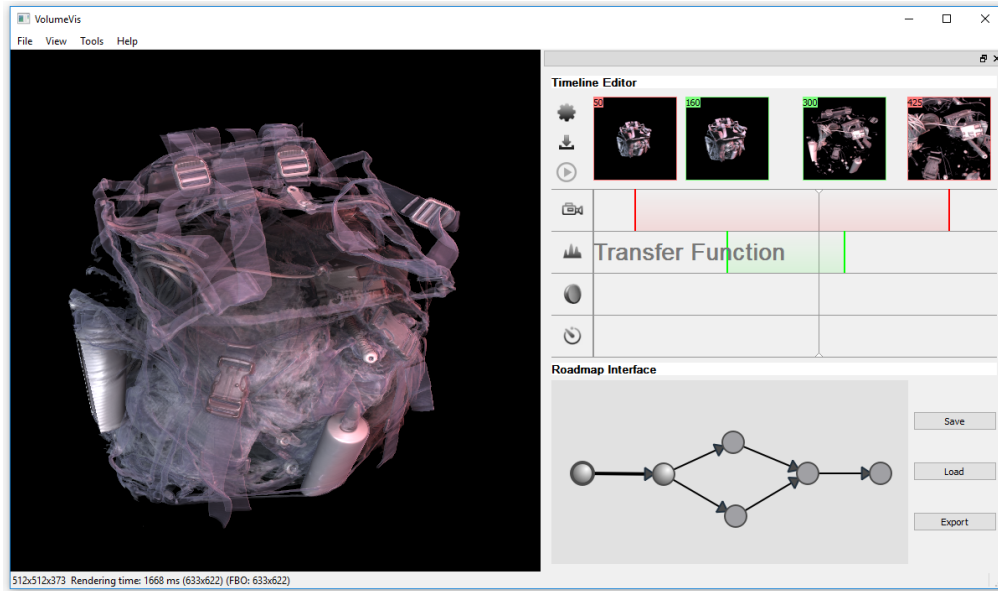 VolumeVis
File View Tools Help
Timeline Editor
50 160 300 425
Transfer Function
Roadmap Interface
Save
Load
Export
512x512x373 Rendering time: 1668 ms (633x622) (FBO: 633x622)